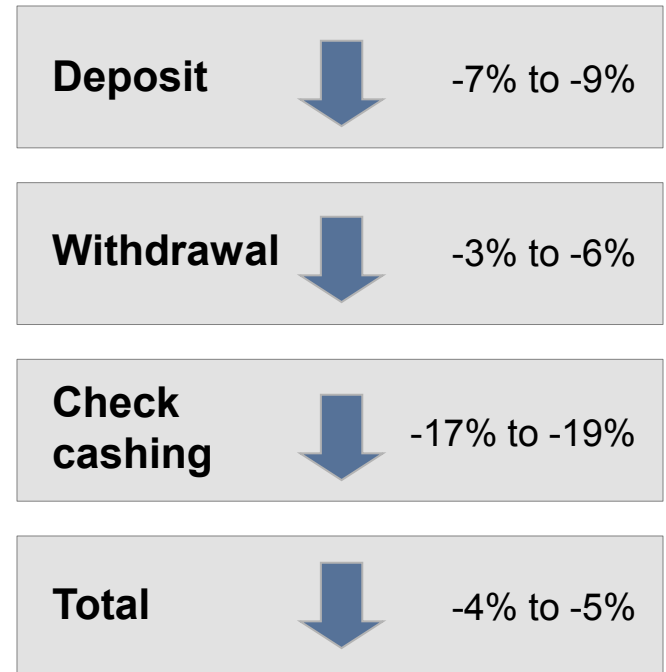 Deposit
-7% to -9%
Withdrawal
-3% to -6%
Check
cashing
-17% to -19%
Total
-4% to -5%